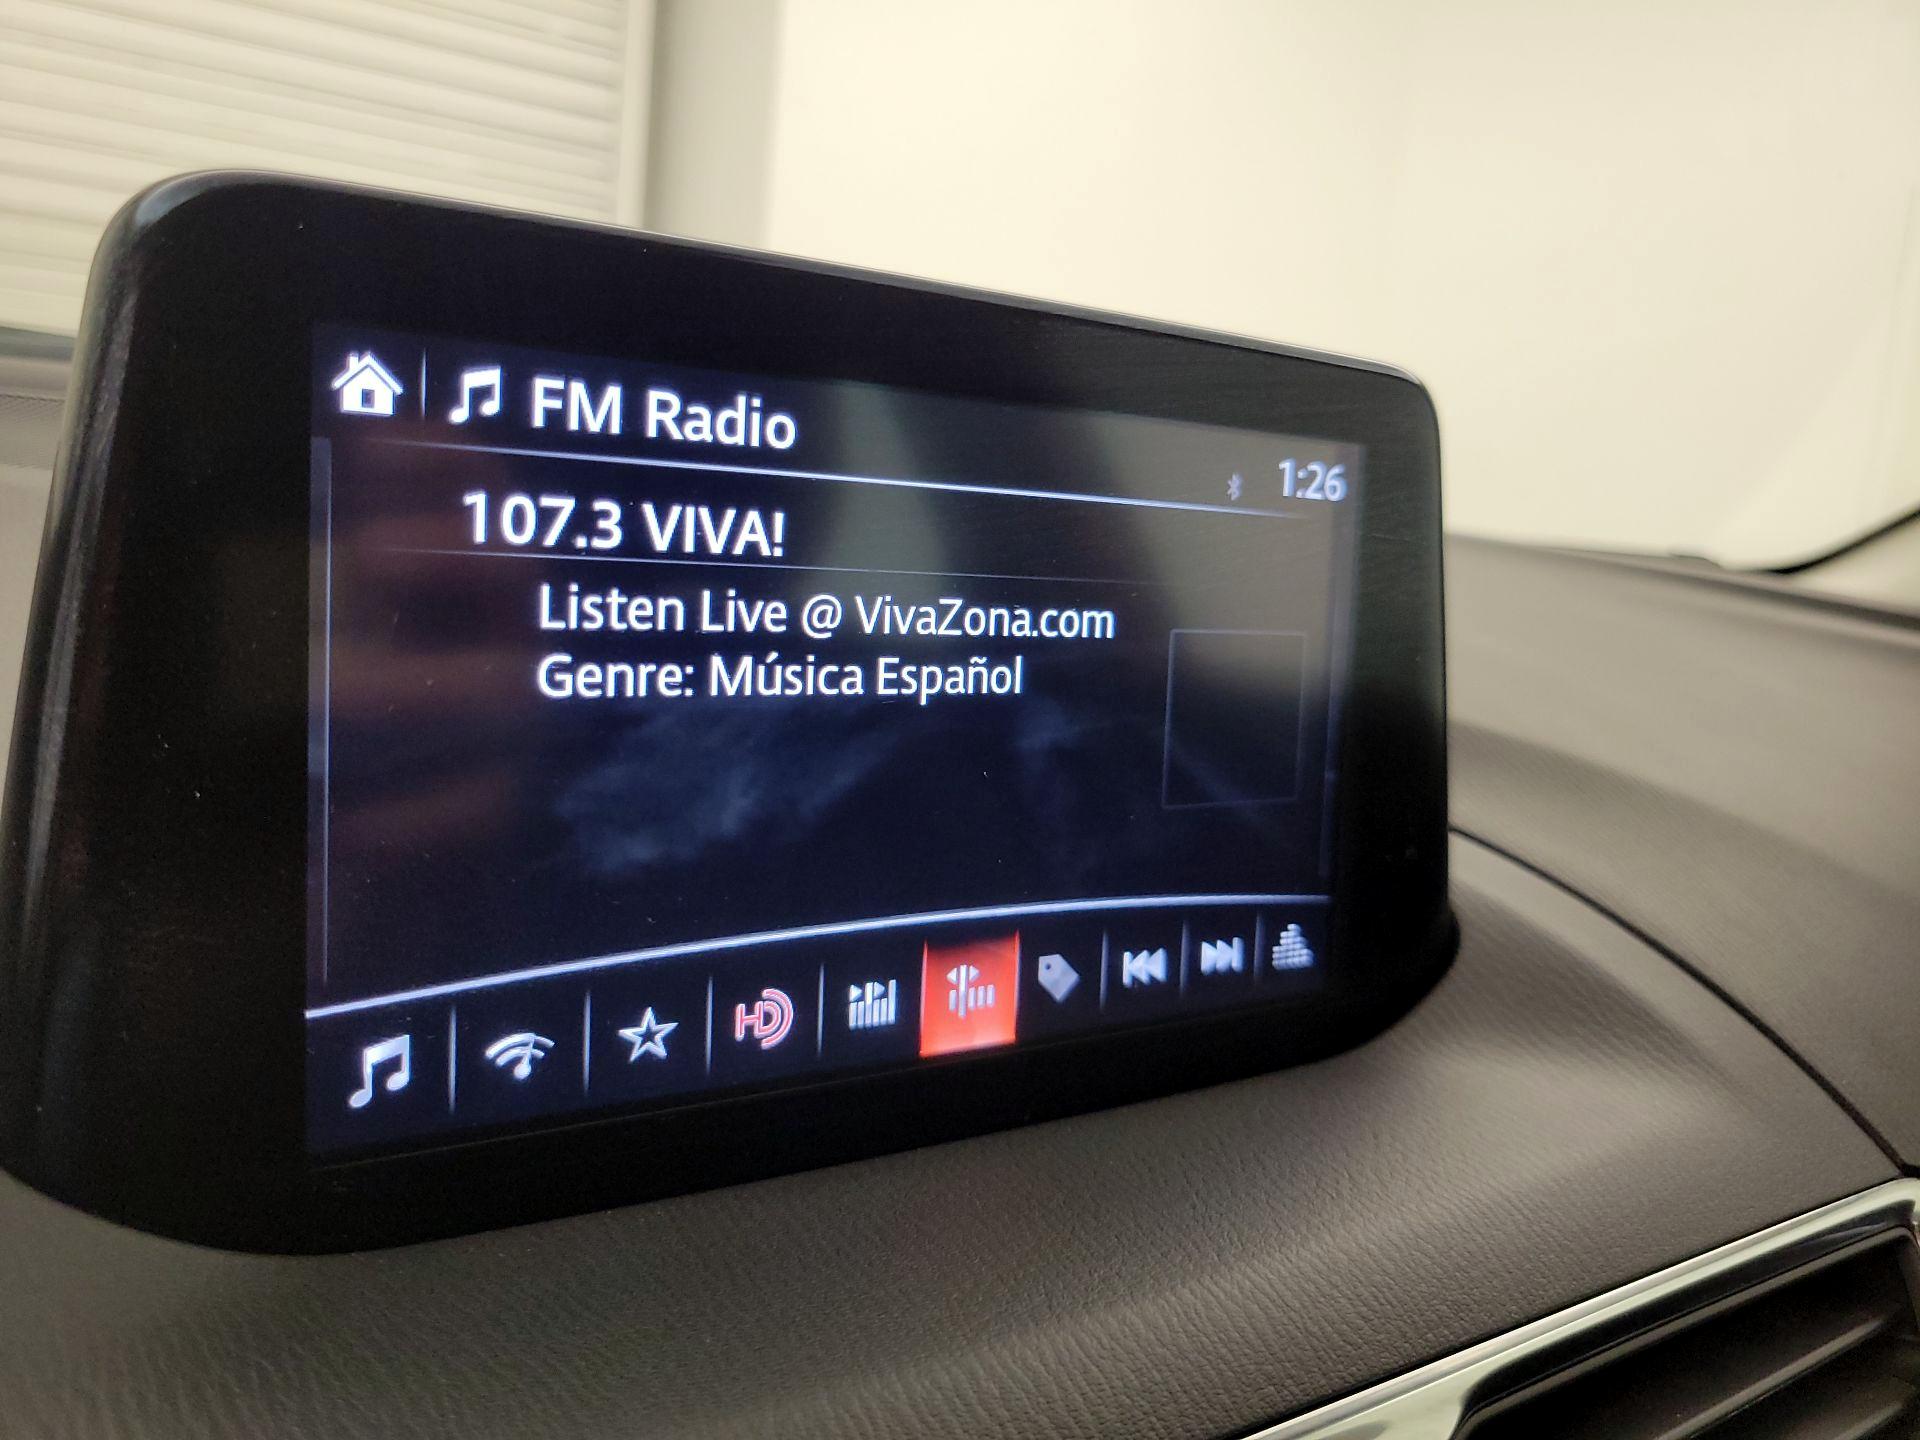 FM Radio
1:26
107.3 VIVA!
Listen Live @ VivaZona.com
Genre: Música Español
HD